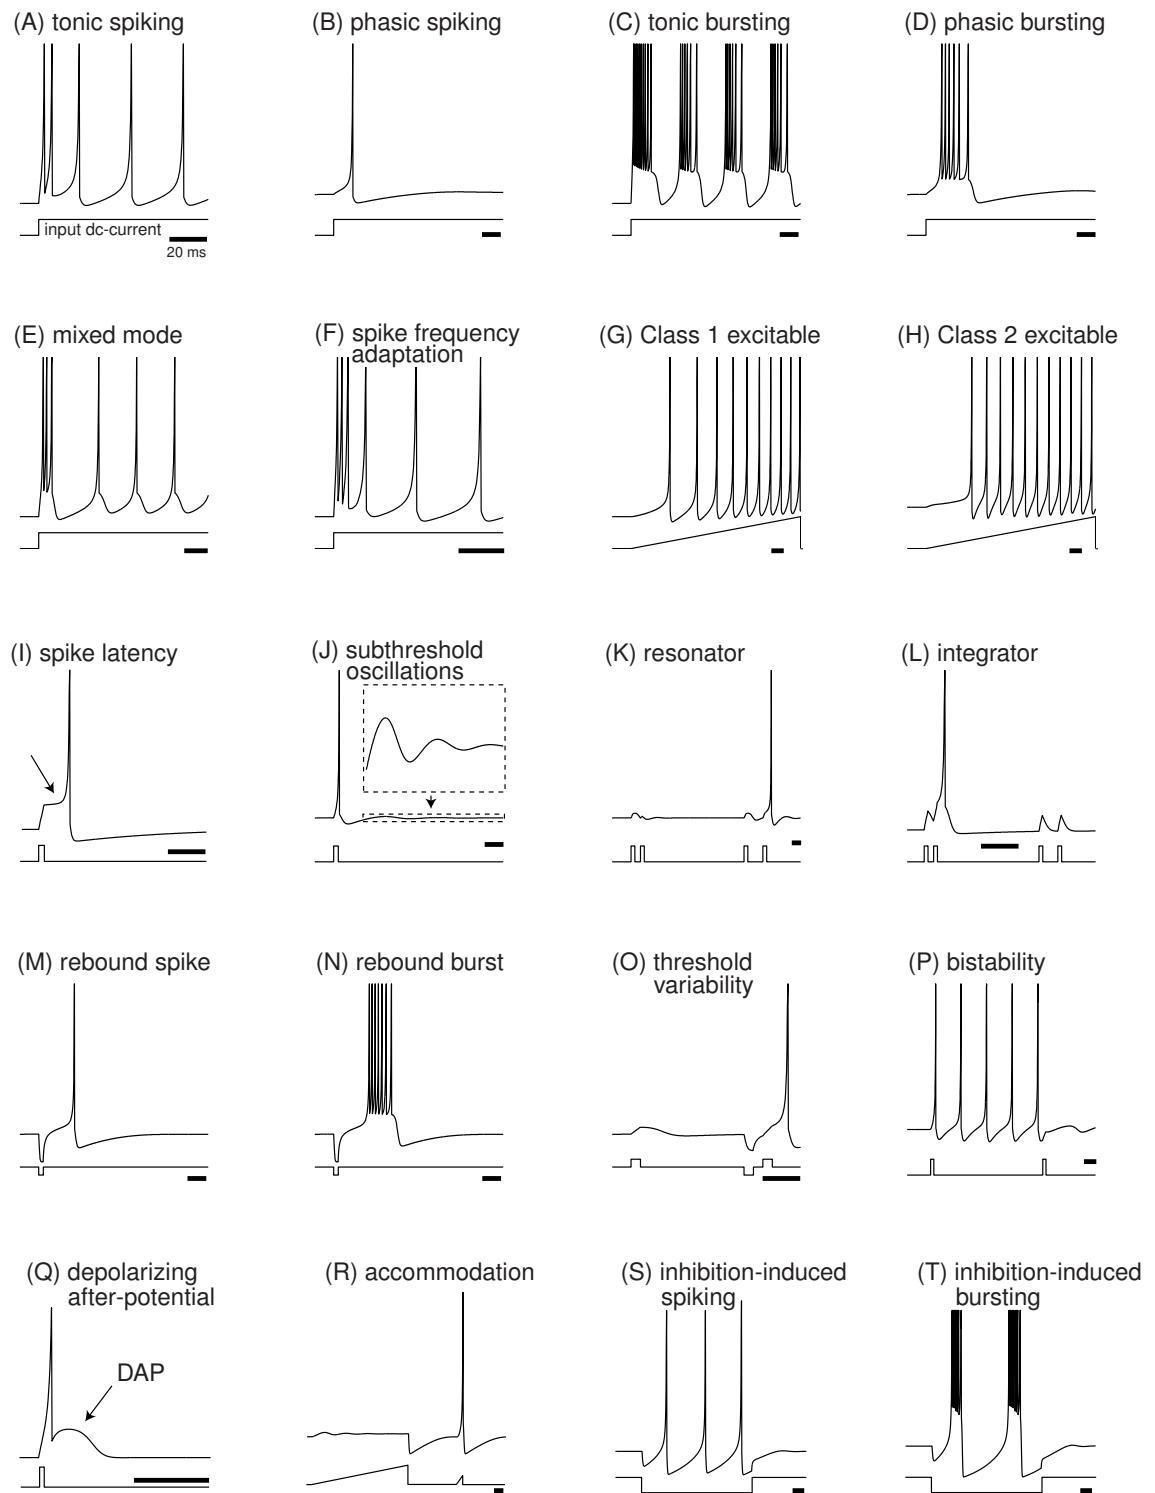 (A) tonic spiking
(B) phasic spiking
(C) tonic bursting
(D) phasic bursting
input dc-current
20 ms
(E) mixed mode
(F) spike frequency
adaptation
(G) Class 1 excitable
(H) Class 2 excitable
(I) spike latency
(J) subthreshold
oscillations
(K) resonator
(L) integrator
(M) rebound spike
(N) rebound burst
(O) threshold
variability
(P) bistability
(Q) depolarizing
after-potential
DAP
(R) accommodation
(S) inhibition-induced
spiking
(T) inhibition-induced
bursting